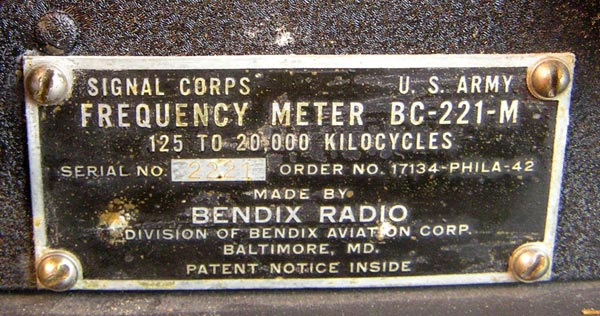 SIGNAL CORPS U. S. ARMY
FREQUENCY METER BC-221-M
125 TO 20,000 KILOCYCLES
SERIAL NO. 2221 ORDER NO. 17134-PHILA-42
MADE BY
BENDIX RADIO
DIVISION OF BENDIX AVIATION CORP.
BALTIMORE, MD.
PATENT NOTICE INSIDE